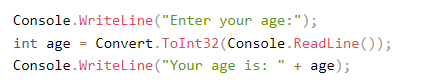 Console.WriteLine("Enter your age:");
int age = Convert.ToInt32(Console.ReadLine());
Console.WriteLine("Your age is: " + age);